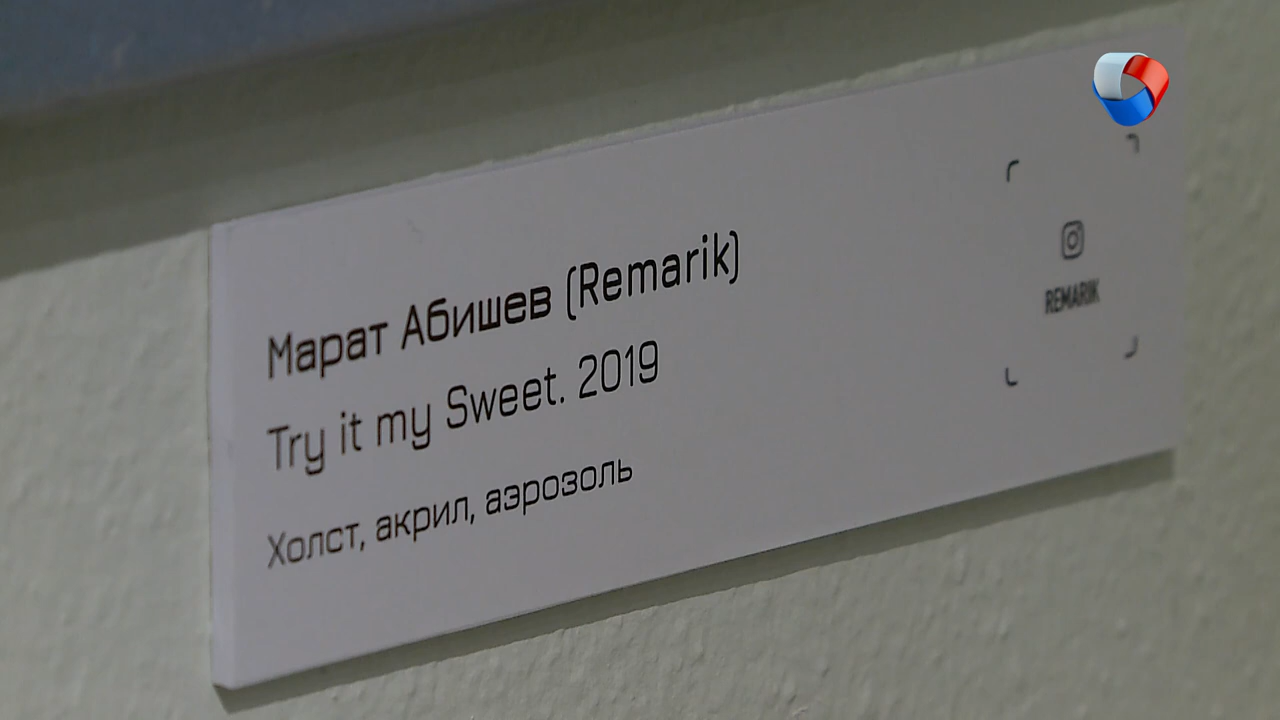 Марат Абишев (Remarik)
Try it my Sweet. 2019
Холст, акрил, аэрозоль
REMARIK